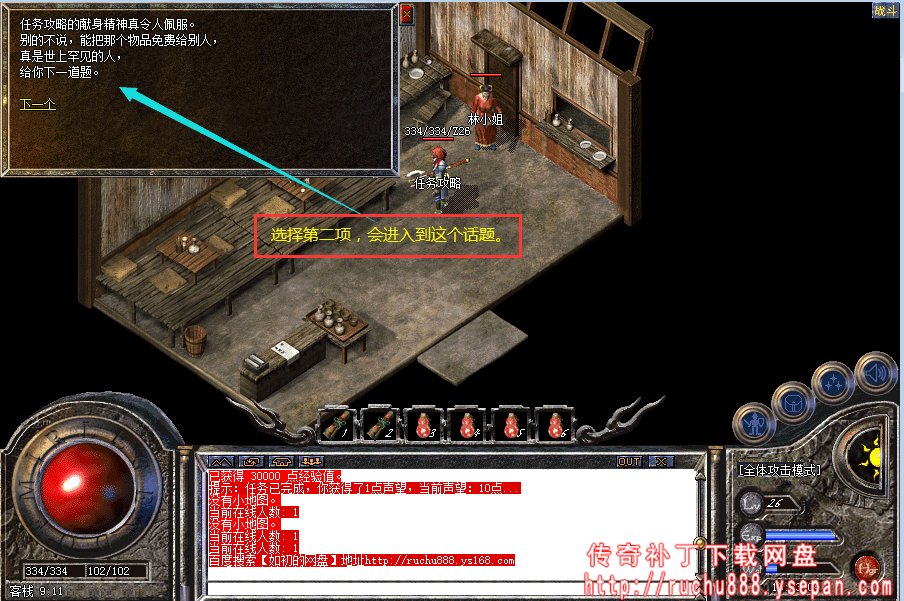 任务攻略的献身精神真令人佩服。
别的不说，能把那个物品免费给别人，
真是世上罕见的人，
给你下一道题。
下一个
战斗
林小姐
334/334/Z26
任务攻略
选择第二项，会进入到这个话题。
1
2
3
4
5
6
OUT
已获得 30000 点经验值。
提示: 任务已完成，你获得了1点声望，当前声望: 10点...
没有小地图。
当前在线人数: 1
没有小地图。
当前在线人数: 1
当前在线人数: 1
百度搜索【如初的网盘】地址http://ruchu888.ys168.com
[全体攻击模式]
Lv 26
Exp
334/334
102/102
客栈 9:11
传奇补丁下载网盘
http://ruchu888.ysepan.com